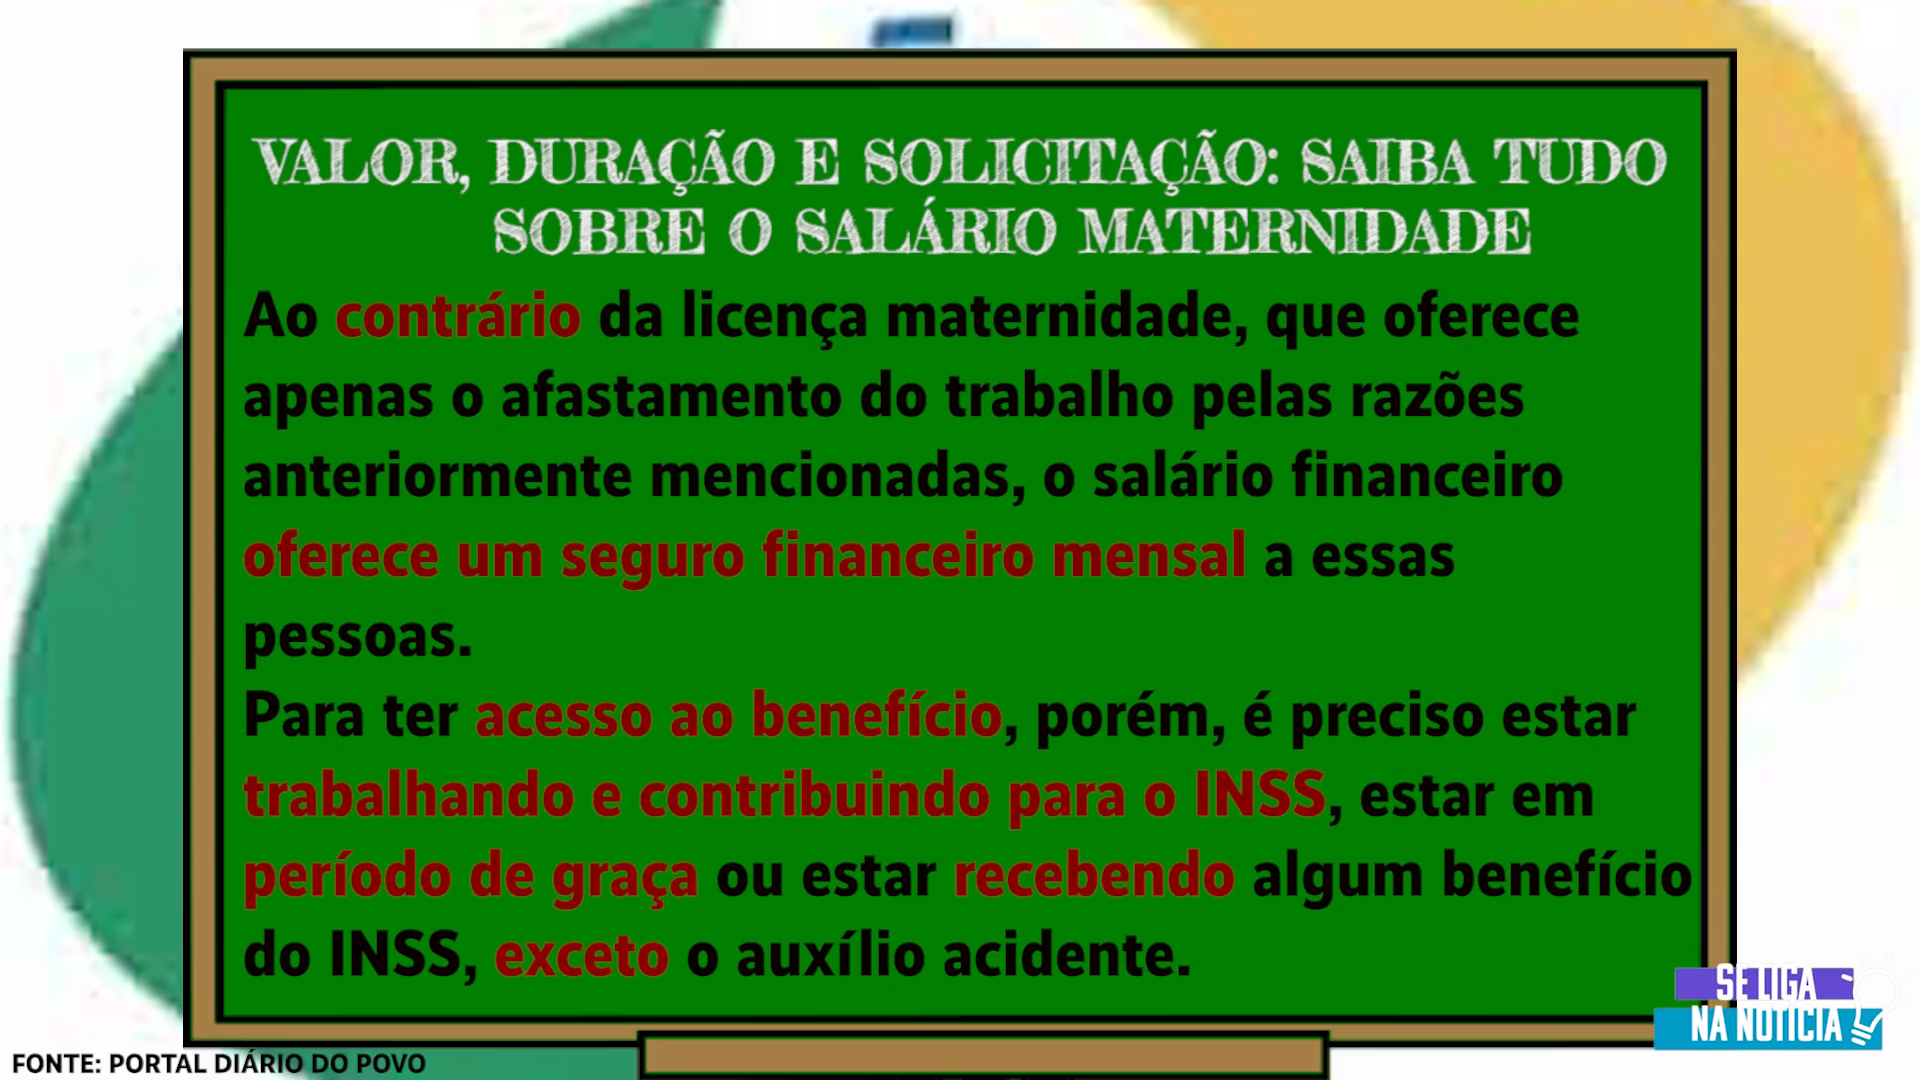 VALOR, DURAÇÃO E SOLICITAÇÃO: SAIBA TUDO
SOBRE O SALÁRIO MATERNIDADE
Ao contrário da licença maternidade, que oferece
apenas o afastamento do trabalho pelas razões
anteriormente mencionadas, o salário financeiro
oferece um seguro financeiro mensal a essas
pessoas.
Para ter acesso ao benefício, porém, é preciso estar
trabalhando e contribuindo para o INSS, estar em
período de graça ou estar recebendo algum benefício
do INSS, exceto o auxílio acidente.
SE LIGA
NA NOTÍCIA
FONTE: PORTAL DIÁRIO DO POVO